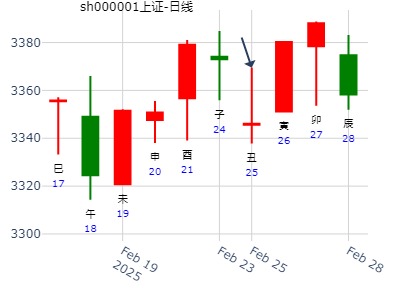 sh000001上证-日线
3380
3360
3340
3320
3300
巳
17
午
18
未
19
申
20
酉
21
子
24
丑
25
寅
26
卯
27
辰
28
Feb 19
2025
Feb 23
Feb 25
Feb 28